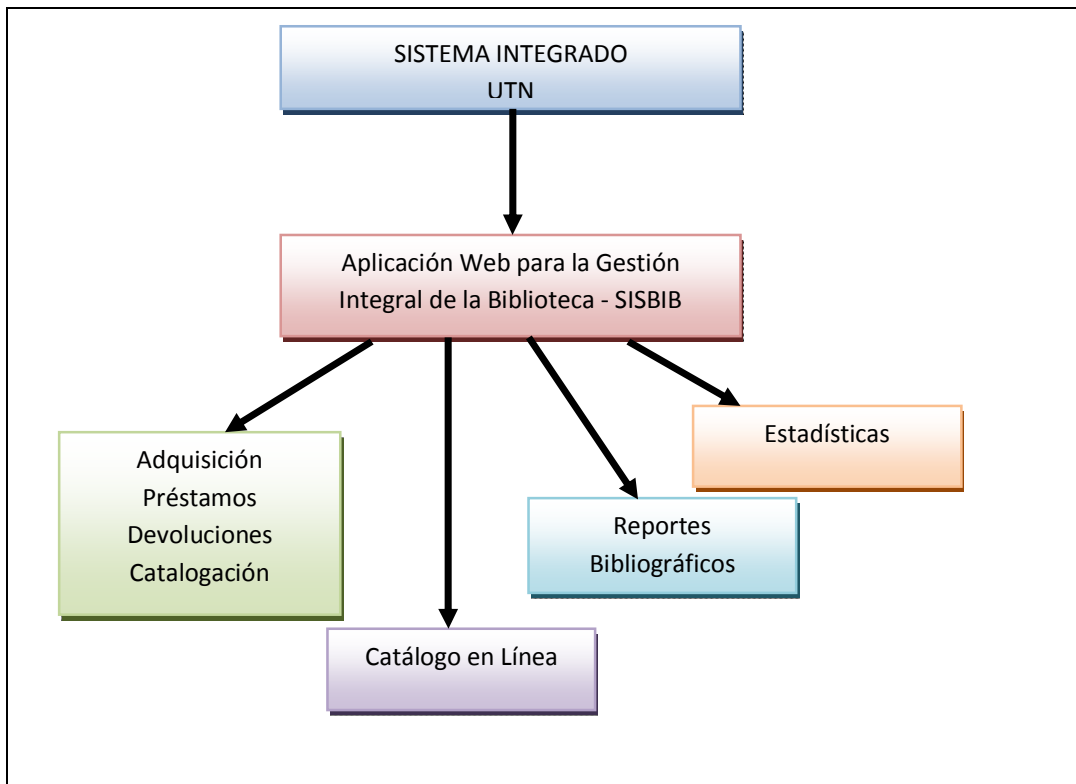 SISTEMA INTEGRADO
UTN
Aplicación Web para la Gestión
Integral de la Biblioteca - SISBIB
Adquisición
Préstamos
Devoluciones
Catalogación
Catálogo en Línea
Reportes
Bibliográficos
Estadísticas